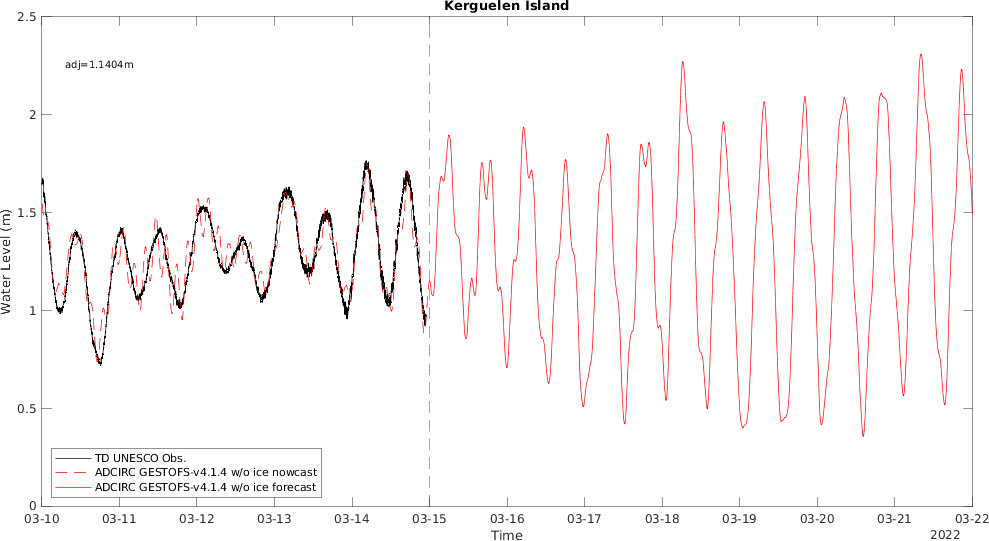 Kerguelen Island
2.5
adj=1.1404m
2
1.5
Water Level (m)
1
0.5
TD UNESCO Obs.
ADCIRC GESTOFS-v4.1.4 w/o ice nowcast
ADCIRC GESTOFS-v4.1.4 w/o ice forecast
0
03-10 03-11 03-12 03-13 03-14 03-15 03-16 03-17 03-18 03-19 03-20 03-21 03-22
Time
2022